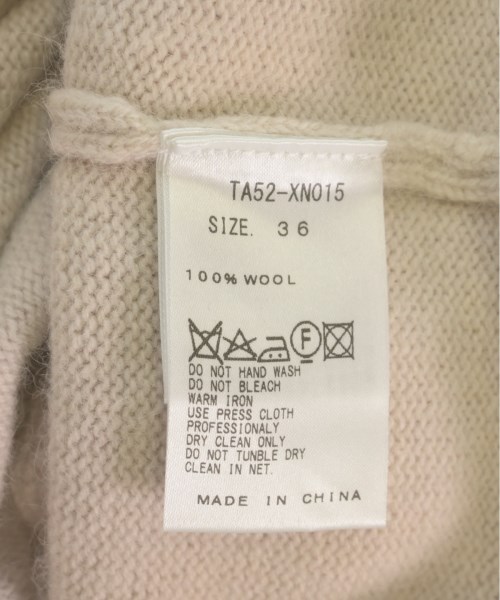 TA52-XN015
SIZE. 36
100% WOOL
F
DO NOT HAND WASH
DO NOT BLEACH
WARM IRON
USE PRESS CLOTH
PROFESSIONALY
DRY CLEAN ONLY
DO NOT TUNBLE DRY
CLEAN IN NET.
MADE IN CHINA